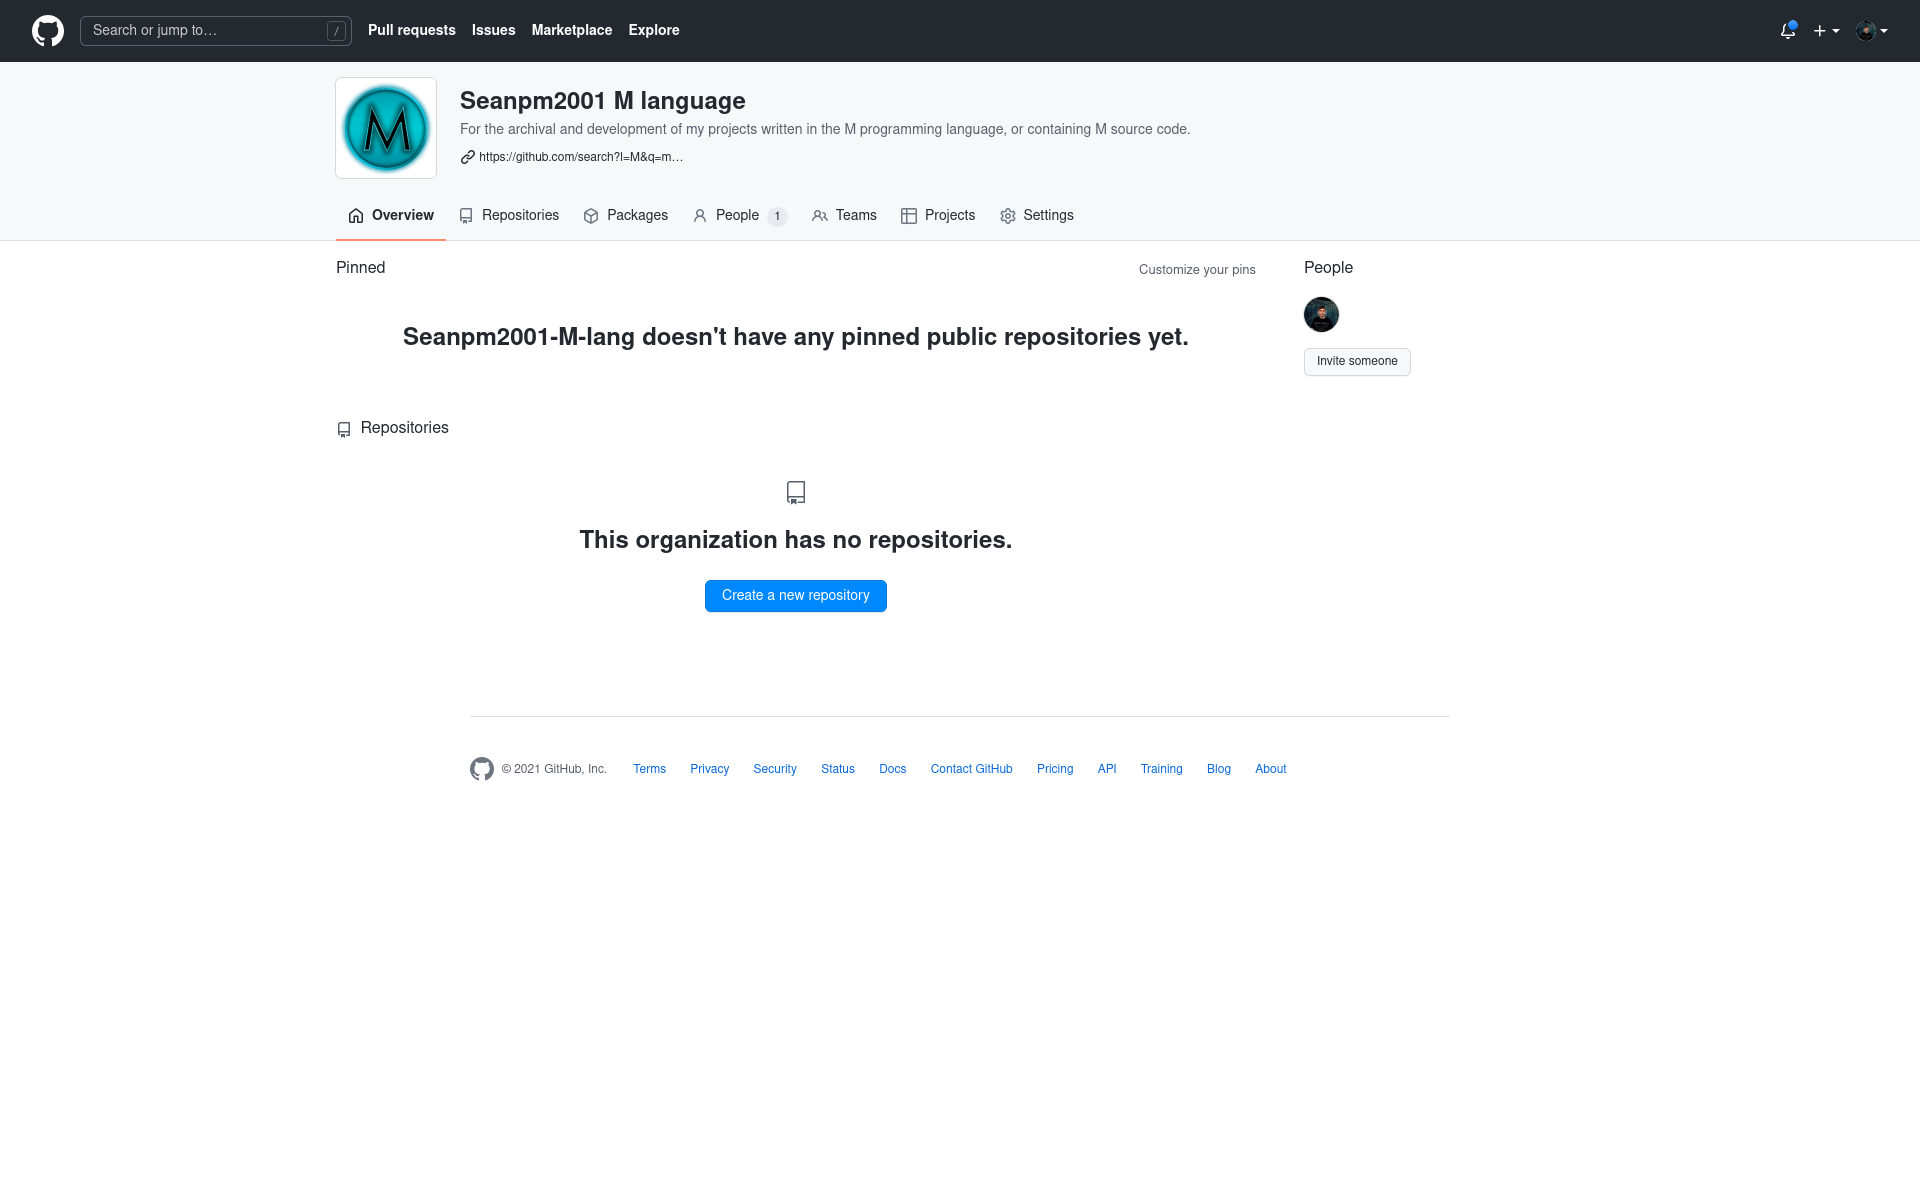 Search or jump to… /
Pull requests Issues Marketplace Explore
M
Seanpm2001 M language
For the archival and development of my projects written in the M programming language, or containing M source code.
https://github.com/search?l=M&q=m…
Overview Repositories Packages People 1 Teams Projects Settings
Pinned
Customize your pins
Seanpm2001-M-lang doesn't have any pinned public repositories yet.
People
Invite someone
Repositories
This organization has no repositories.
Create a new repository
© 2021 GitHub, Inc. Terms Privacy Security Status Docs Contact GitHub Pricing API Training Blog About